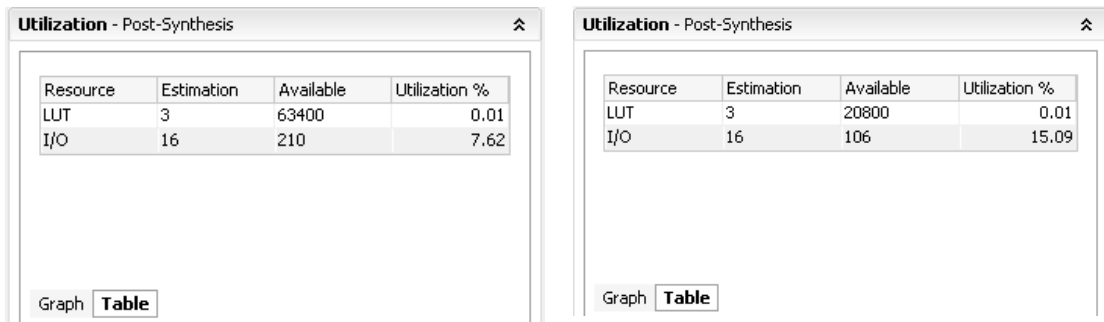 Utilization - Post-Synthesis
Resource Estimation Available Utilization %
LUT 3 63400 0.01
I/O 16 210 7.62
Graph Table
Utilization - Post-Synthesis
Resource Estimation Available Utilization %
LUT 3 20800 0.01
I/O 16 106 15.09
Graph Table